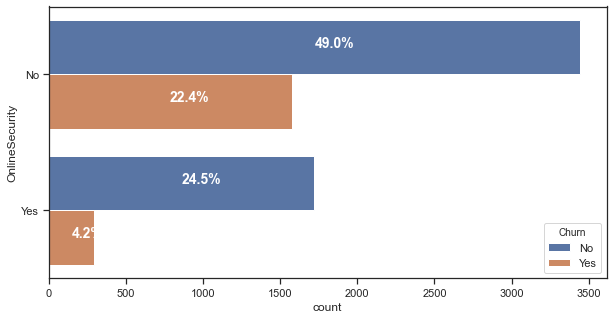 49.0%
No
22.4%
OnlineSecurity
24.5%
Yes
4.2%
Churn
No
Yes
0 500 1000 1500 2000 2500 3000 3500
count